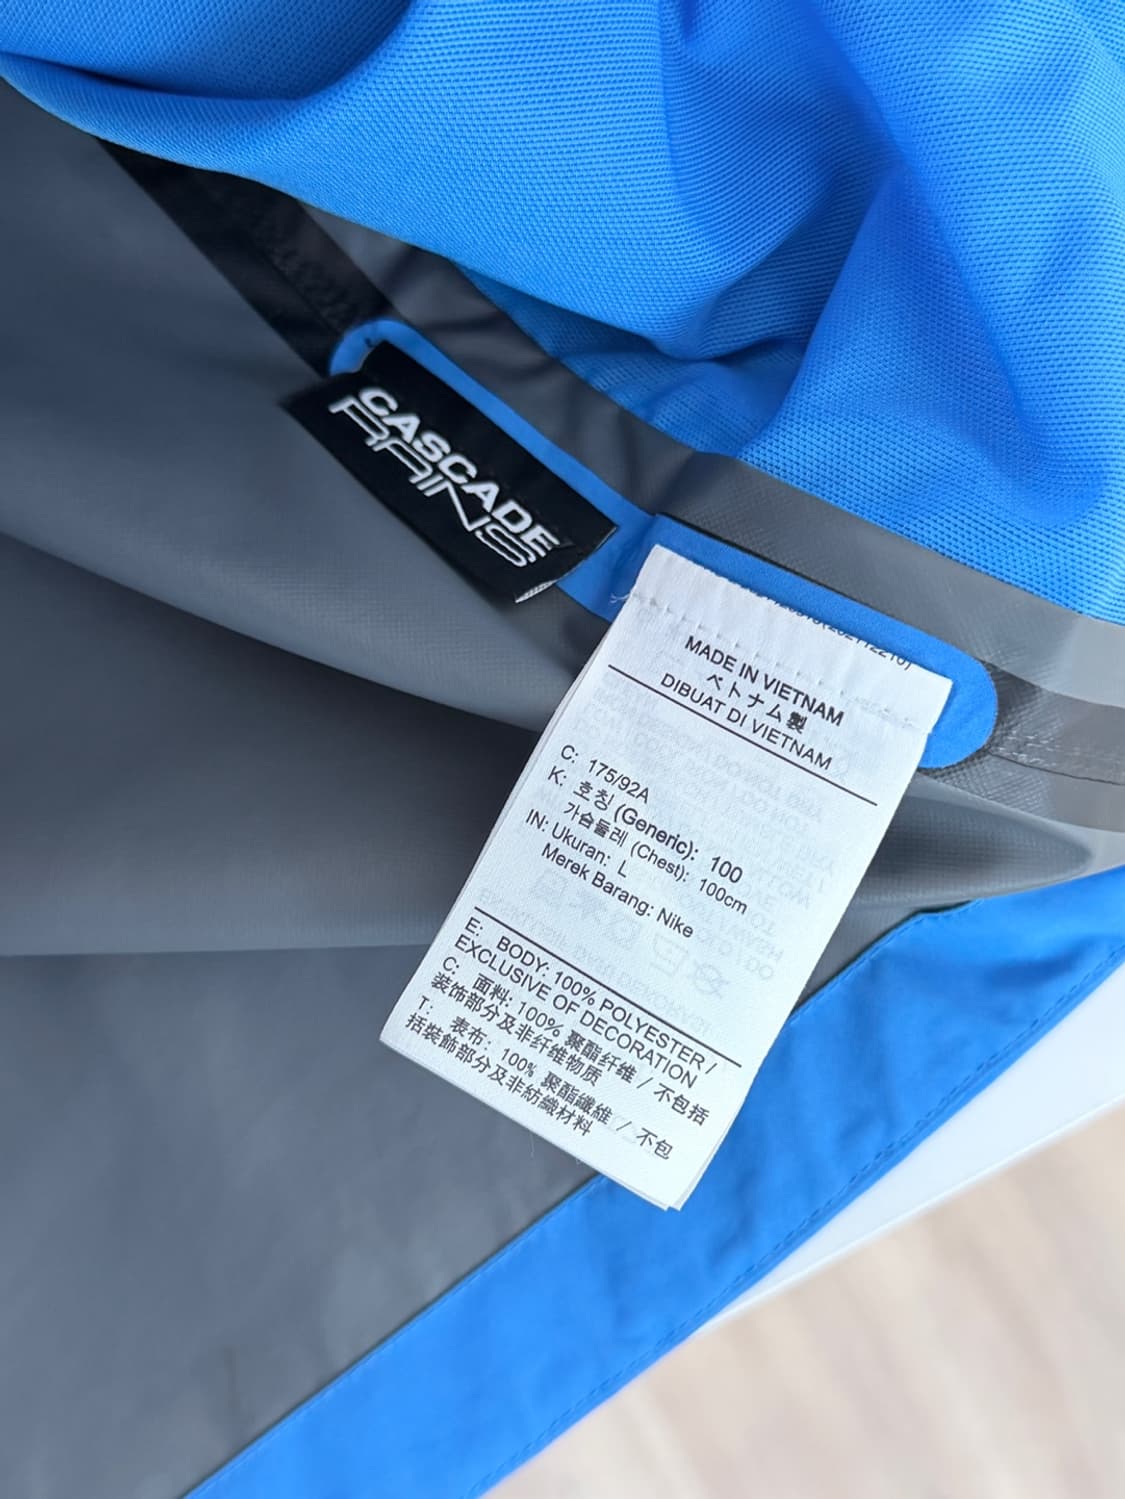 CASCADE
RAINS
MADE IN VIETNAM
ベトナム製
DIBUAT DI VIETNAM
C: 175/92A
K: 호칭 (Generic): 100
가슴둘레 (Chest): 100cm
IN: Ukuran: L
Merek Barang: Nike
E: BODY: 100% POLYESTER /
EXCLUSIVE OF DECORATION
C: 面料: 100% 聚酯纤维 / 不包括
装饰部分及非纤维物质
T: 表布: 100% 聚酯纖維 / 不包
括裝飾部分及非紡織材料